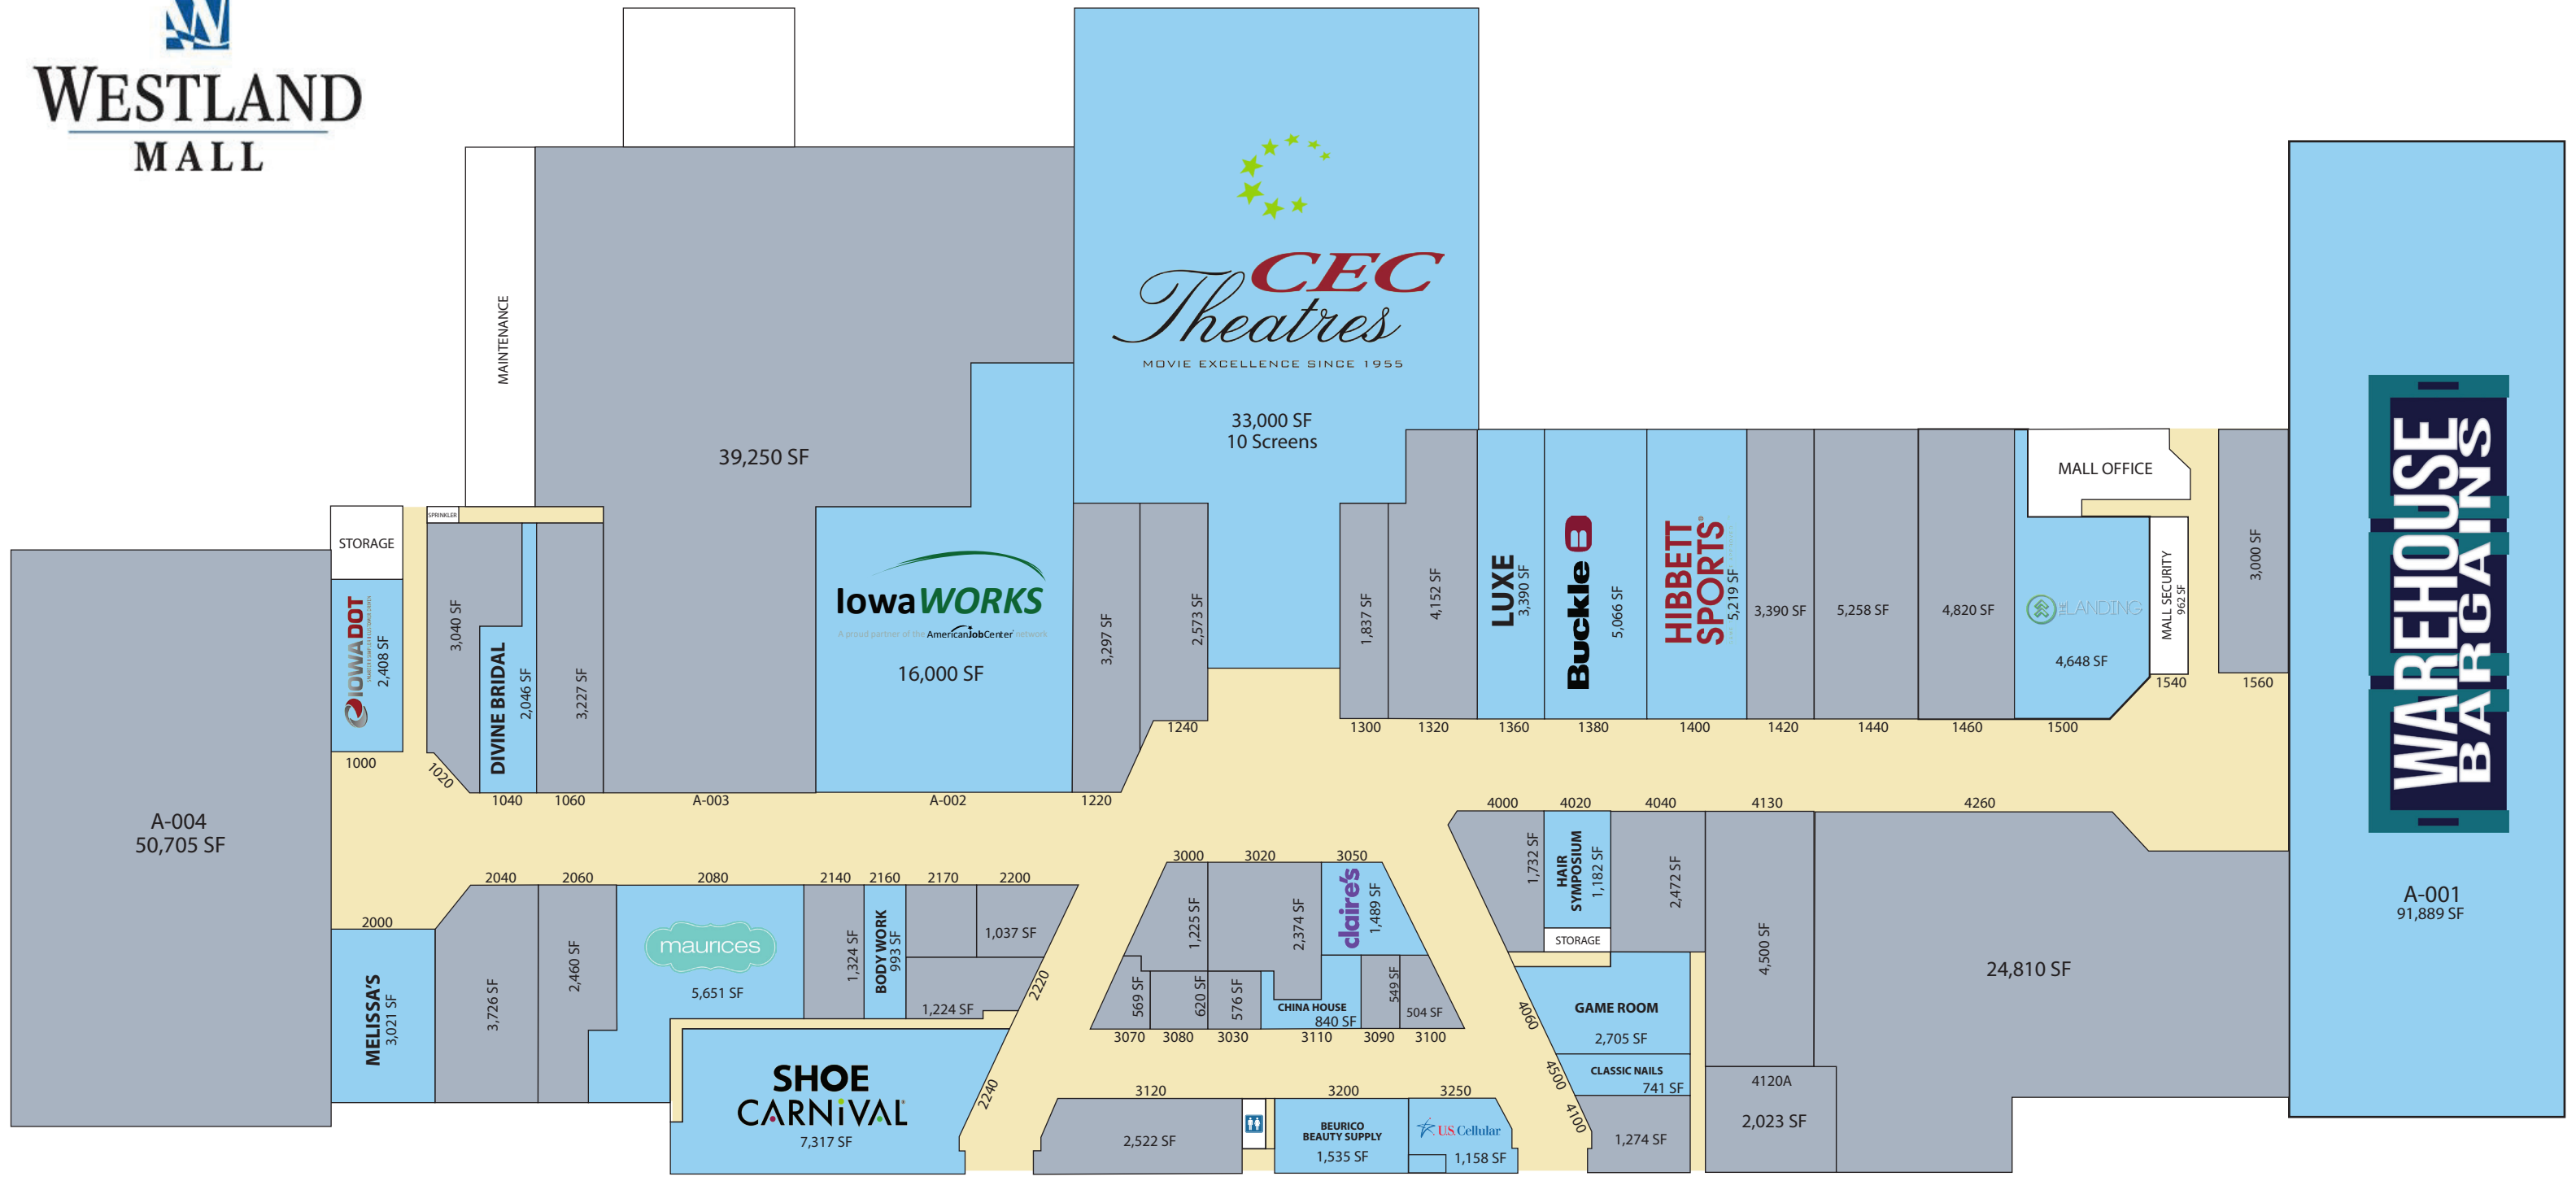 WESTLAND
MALL
MAINTENANCE
39,250 SF
CEC
Theatres
MOVIE EXCELLENCE SINCE 1955
33,000 SF
10 Screens
STORAGE
IOWADOT
2,408 SF
1000
SPRINKLER
3,040 SF
1020
DIVINE BRIDAL
2,046 SF
1040
3,227 SF
1060
A-003
IowaWORKS
A proud partner of the AmericanJobCenter network
16,000 SF
A-002
3,297 SF
1220
2,573 SF
1240
1,837 SF
1300
4,152 SF
1320
LUXE
3,390 SF
1360
Buckle B
5,066 SF
1380
HIBBETT
SPORTS
5,219 SF
1400
3,390 SF
1420
5,258 SF
1440
4,820 SF
1460
MALL OFFICE
THE LANDING
4,648 SF
1500
MALL SECURITY
962 SF
1540
3,000 SF
1560
WAREHOUSE
BARGAINS
A-001
91,889 SF
A-004
50,705 SF
2000
MELISSA'S
3,021 SF
2040
3,726 SF
2060
2,460 SF
2080
maurices
5,651 SF
2140
1,324 SF
2160
BODY WORK
993 SF
2170
2200
1,037 SF
1,224 SF
2220
SHOE
CARNiVAL
7,317 SF
2240
3000
1,225 SF
3020
2,374 SF
3050
claire's
1,489 SF
569 SF
3070
620 SF
3080
576 SF
3030
CHINA HOUSE
840 SF
3110
549 SF
3090
504 SF
3100
3120
2,522 SF
3200
BEURICO
BEAUTY SUPPLY
1,535 SF
3250
U.S. Cellular
1,158 SF
4000
1,732 SF
4020
HAIR
SYMPOSIUM
1,182 SF
STORAGE
4040
2,472 SF
4060
GAME ROOM
2,705 SF
4500
CLASSIC NAILS
741 SF
4100
1,274 SF
4130
4,500 SF
4120A
2,023 SF
4260
24,810 SF